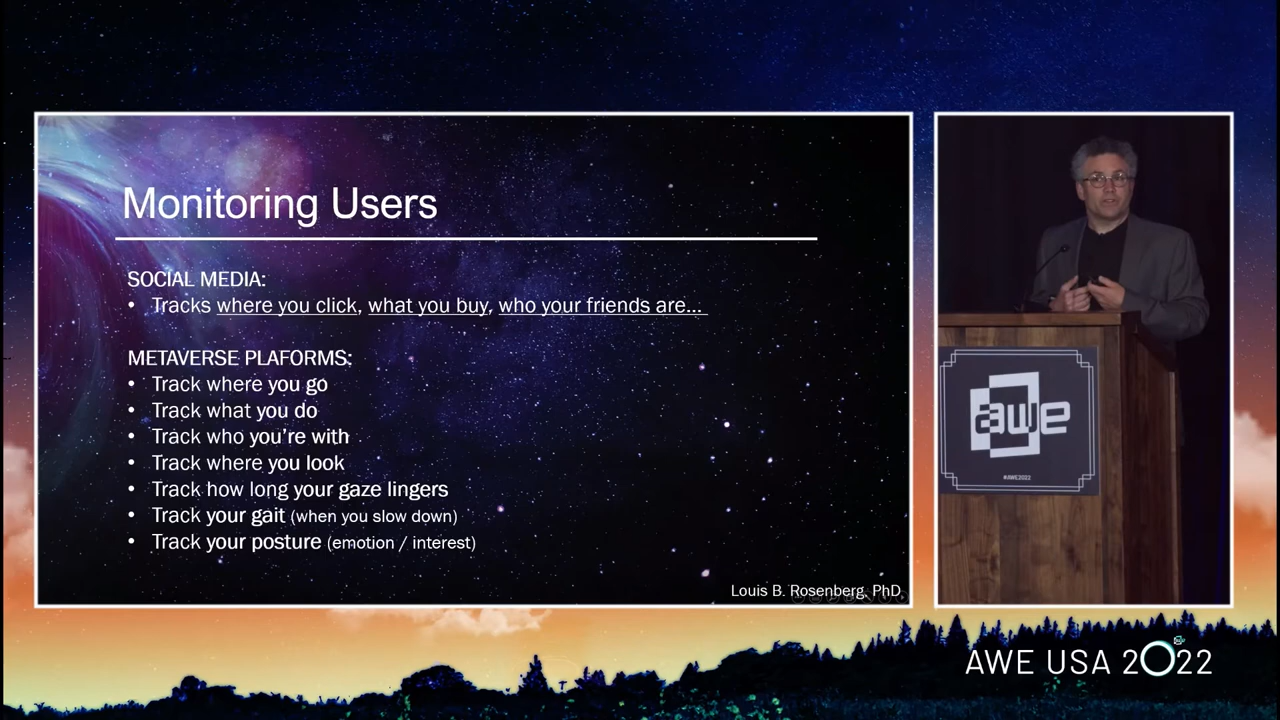 Monitoring Users
SOCIAL MEDIA:
• Tracks where you click, what you buy, who your friends are...
METAVERSE PLAFORMS:
• Track where you go
• Track what you do
• Track who you're with
• Track where you look
• Track how long your gaze lingers
• Track your gait (when you slow down)
• Track your posture (emotion / interest)
Louis B. Rosenberg, PhD
awe
#AWE2022
AWE USA 2022